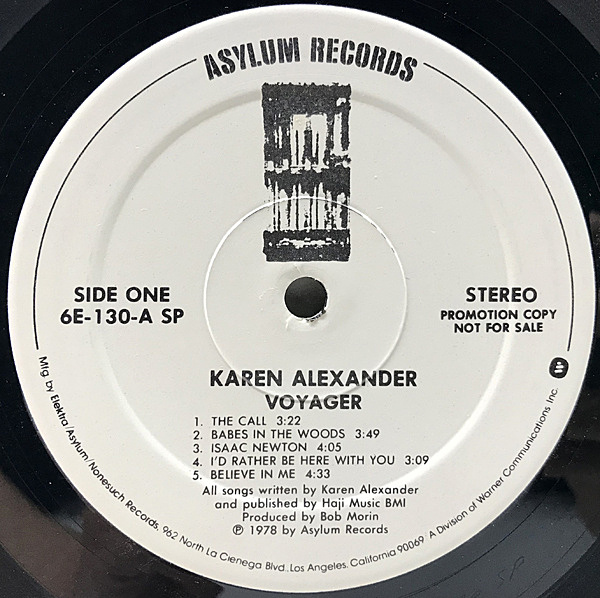 ASYLUM RECORDS
SIDE ONE
6E-130-A SP
STEREO
PROMOTION COPY
NOT FOR SALE
KAREN ALEXANDER
VOYAGER
1. THE CALL 3:22
2. BABES IN THE WOODS 3:49
3. ISAAC NEWTON 4:05
4. I'D RATHER BE HERE WITH YOU 3:09
5. BELIEVE IN ME 4:33
All songs written by Karen Alexander
and published by Haji Music BMI
Produced by Bob Morin
Ⓟ 1978 by Asylum Records
Mfg. by Elektra/Asylum/Nonesuch Records, 962 North La Cienega Blvd., Los Angeles, California 90069 A Division of Warner Communications Inc.